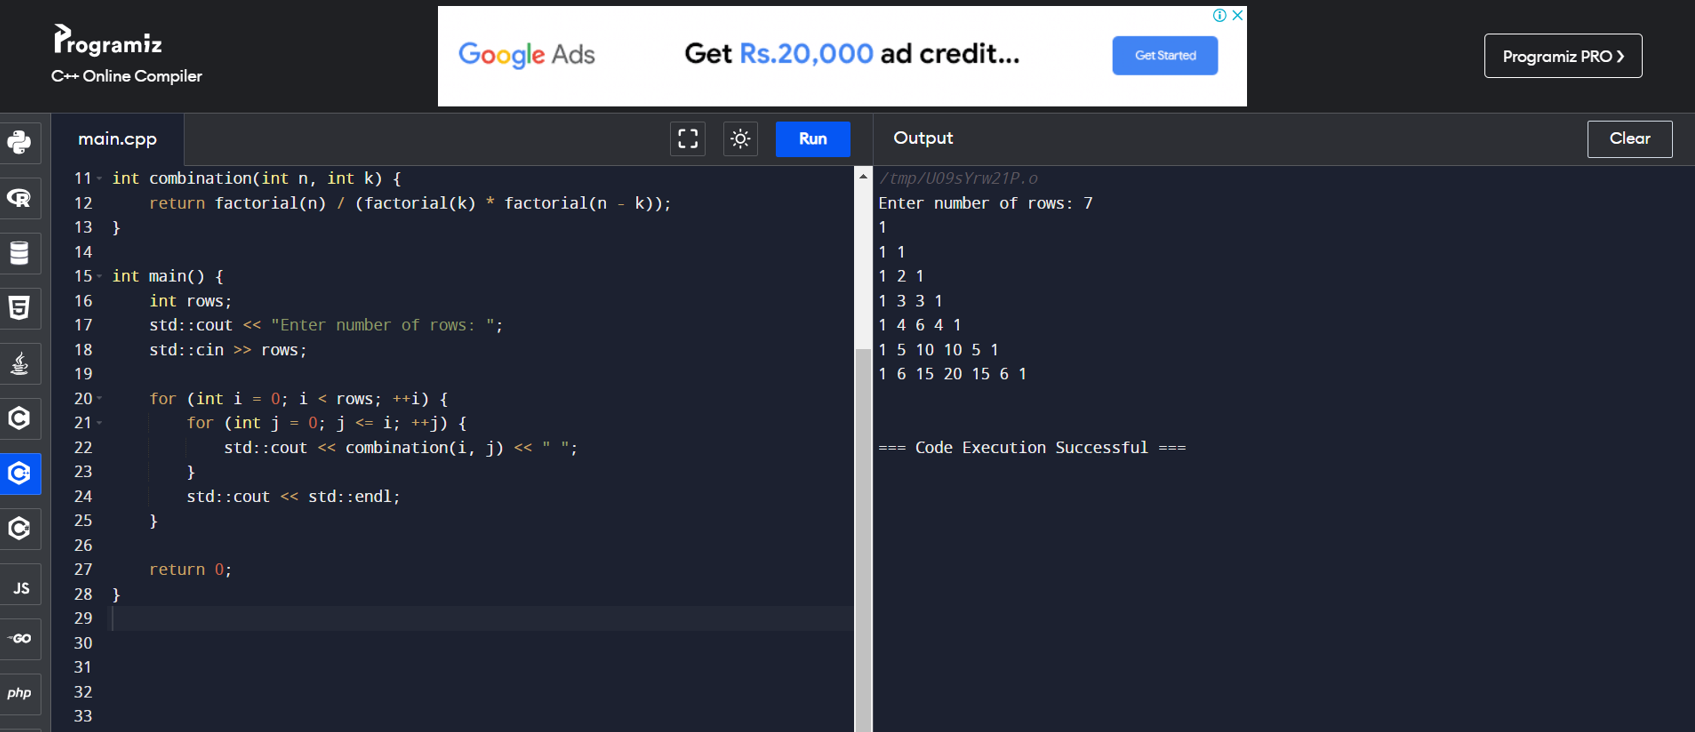 Programiz
C++ Online Compiler
Google Ads
Get Rs.20,000 ad credit...
Get Started
Programiz PRO ❯
main.cpp
Run
Output
Clear
11 int combination(int n, int k) {
12     return factorial(n) / (factorial(k) * factorial(n - k));
13 }
14
15 int main() {
16     int rows;
17     std::cout << "Enter number of rows: ";
18     std::cin >> rows;
19
20     for (int i = 0; i < rows; ++i) {
21         for (int j = 0; j <= i; ++j) {
22             std::cout << combination(i, j) << " ";
23         }
24         std::cout << std::endl;
25     }
26
27     return 0;
28 }
29
30
31
32
33
/tmp/UO9sYrw21P.o
Enter number of rows: 7
1
1 1
1 2 1
1 3 3 1
1 4 6 4 1
1 5 10 10 5 1
1 6 15 20 15 6 1
=== Code Execution Successful ===
R
5
C
C
C
JS
GO
php